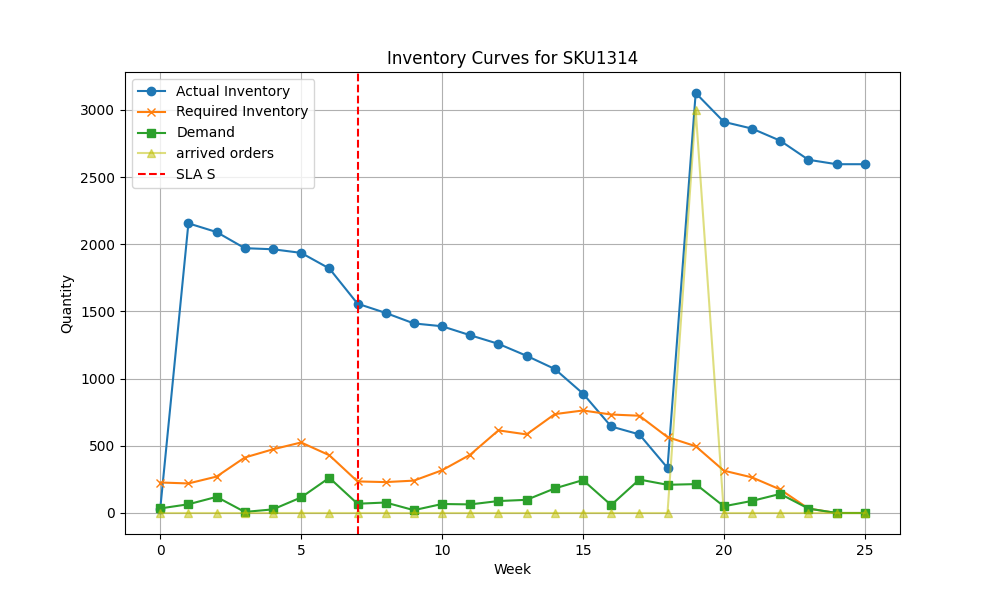 Inventory Curves for SKU1314
Actual Inventory
Required Inventory
Demand
arrived orders
SLA S
3000
2500
2000
1500
1000
500
0
Quantity
0 5 10 15 20 25
Week